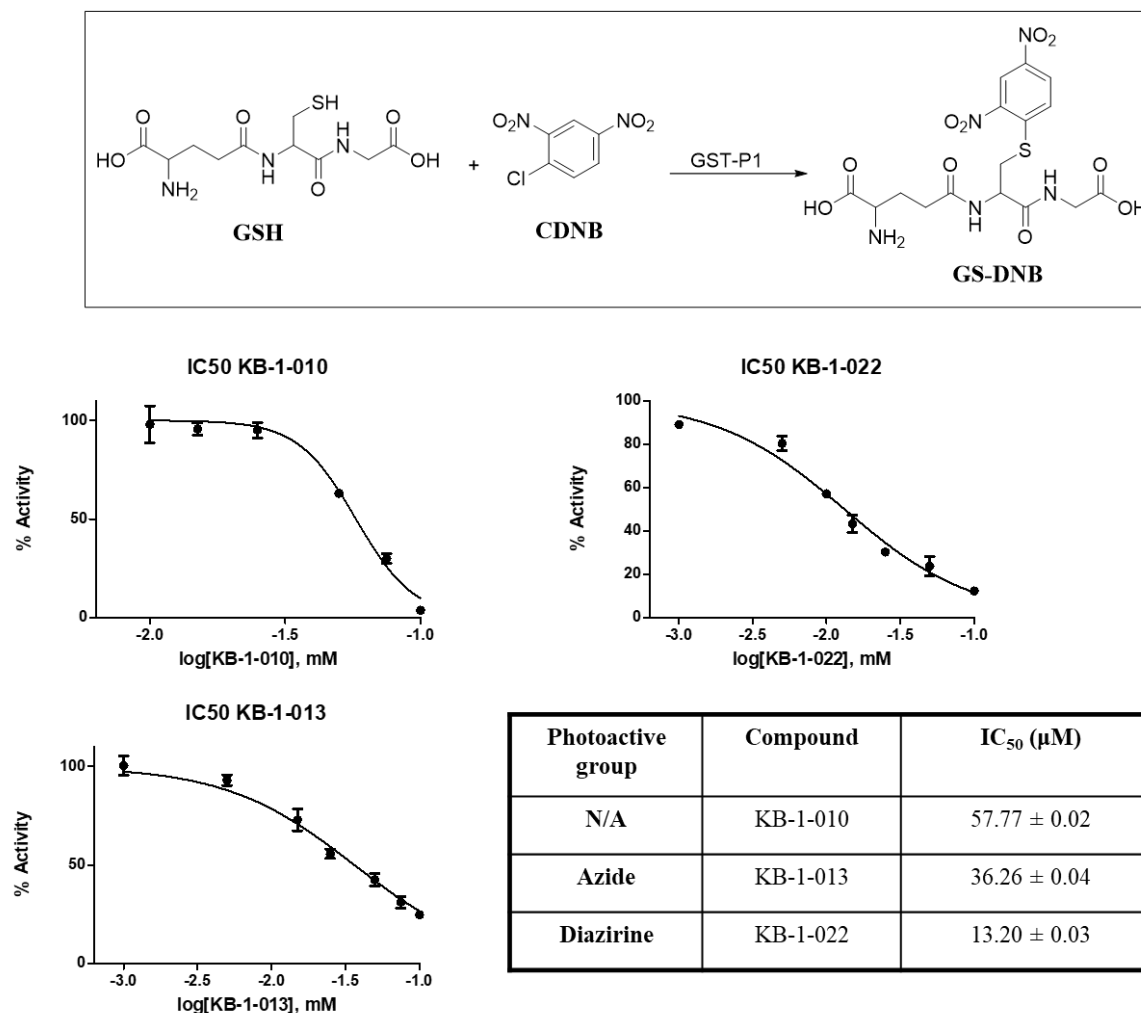 NO₂
SH
O
O
H
N
O
NO₂
NO₂
NO₂
S
HO
N
H
OH
+
GST-P1
O
O
H
N
O
NH₂
O
Cl
HO
N
H
OH
GSH
CDNB
NH₂
O
GS-DNB
IC50 KB-1-010
100
50
0
% Activity
-2.0
-1.5
-1.0
log[KB-1-010], mM
IC50 KB-1-022
100
80
60
40
20
0
% Activity
-3.0
-2.5
-2.0
-1.5
-1.0
log[KB-1-022], mM
IC50 KB-1-013
100
50
0
% Activity
-3.0
-2.5
-2.0
-1.5
-1.0
log[KB-1-013], mM
Photoactive group Compound IC₅₀ (µM)
N/A KB-1-010 57.77 ± 0.02
Azide KB-1-013 36.26 ± 0.04
Diazirine KB-1-022 13.20 ± 0.03